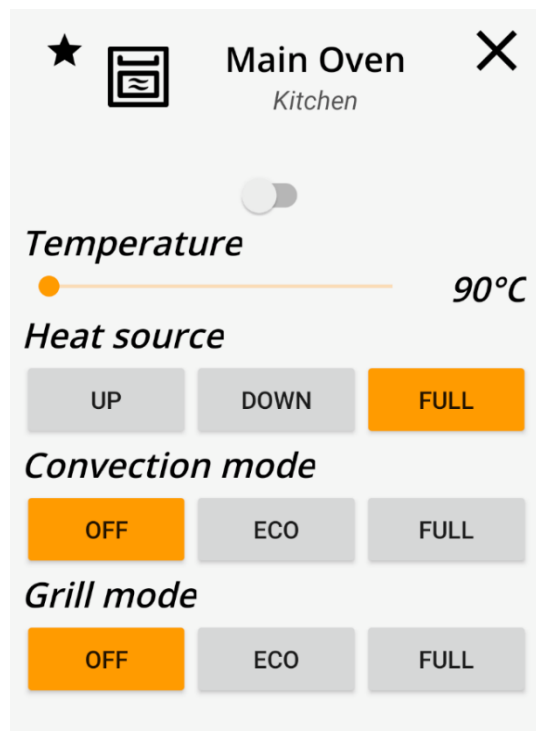 Main Oven
Kitchen
Temperature
90°C
Heat source
UP DOWN FULL
Convection mode
OFF ECO FULL
Grill mode
OFF ECO FULL